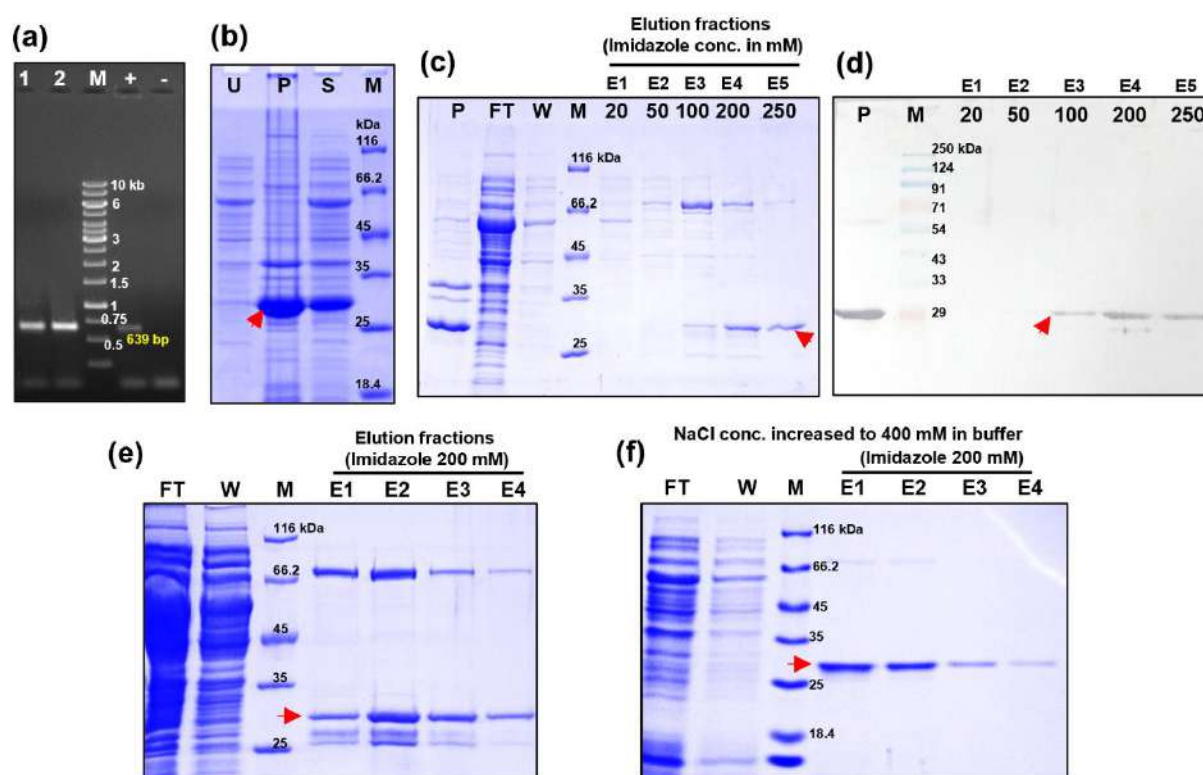 (a)
1 2 M + -
10 kb
6
3
2
1.5
1
0.75
0.5
639 bp
(b)
U P S M
kDa
116
66.2
45
35
25
18.4
(c)
Elution fractions
(Imidazole conc. in mM)
E1 E2 E3 E4 E5
P FT W M 20 50 100 200 250
116 kDa
66.2
45
35
25
(d)
E1 E2 E3 E4 E5
P M 20 50 100 200 250
250 kDa
124
91
71
54
43
33
29
(e)
Elution fractions
(Imidazole 200 mM)
FT W M E1 E2 E3 E4
116 kDa
66.2
45
35
25
(f)
NaCl conc. increased to 400 mM in buffer
(Imidazole 200 mM)
FT W M E1 E2 E3 E4
116 kDa
66.2
45
35
25
18.4